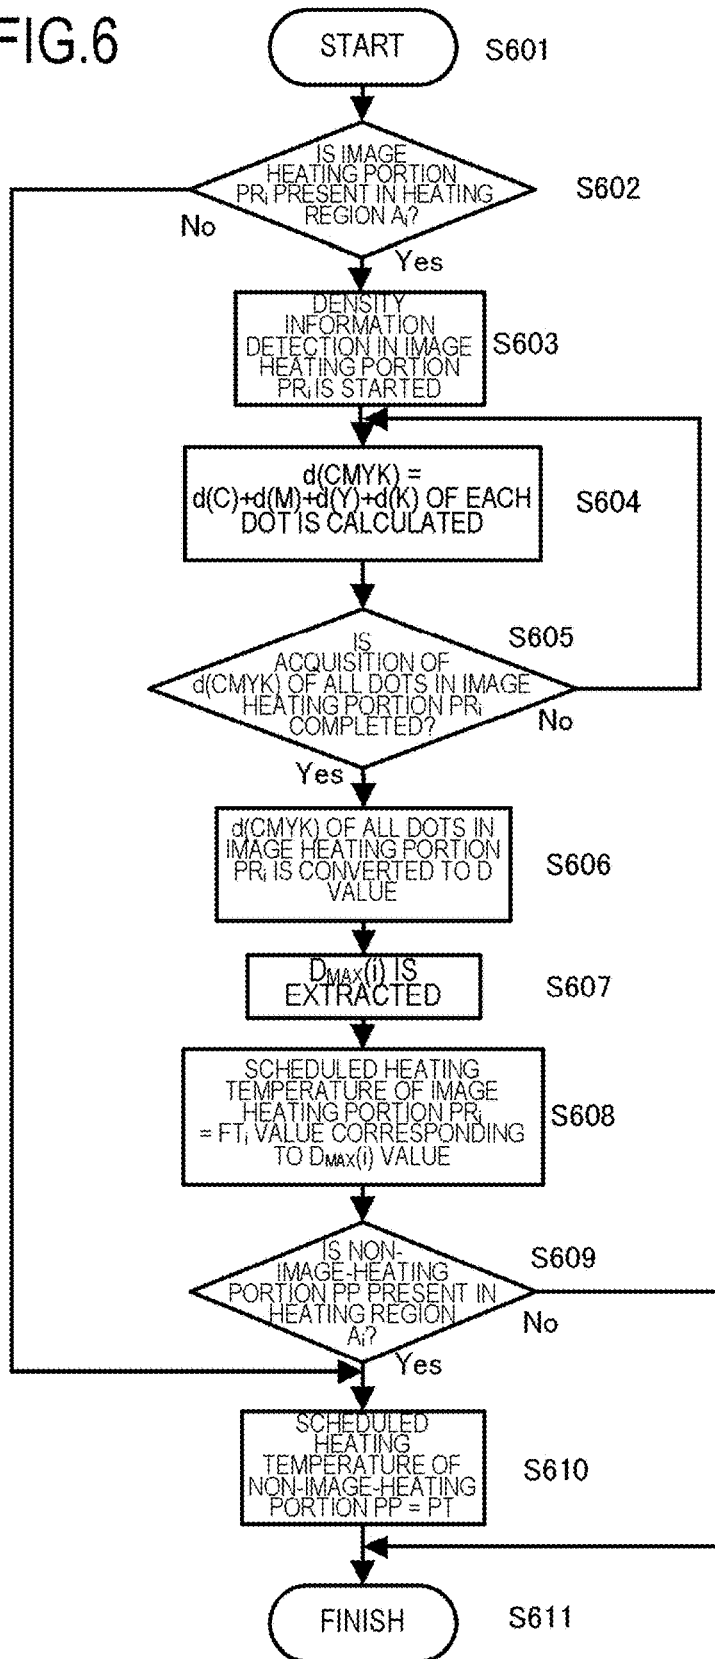 FIG.6
START
S601
IS IMAGE
HEATING PORTION
PRi PRESENT IN HEATING
REGION Ai?
S602
No
Yes
DENSITY
INFORMATION
DETECTION IN IMAGE
HEATING PORTION
PRi IS STARTED
S603
d(CMYK) =
d(C)+d(M)+d(Y)+d(K) OF EACH
DOT IS CALCULATED
S604
IS
ACQUISITION OF
d(CMYK) OF ALL DOTS IN IMAGE
HEATING PORTION PRi
COMPLETED?
S605
No
Yes
d(CMYK) OF ALL DOTS IN
IMAGE HEATING PORTION
PRi IS CONVERTED TO D
VALUE
S606
DMAX(i) IS
EXTRACTED
S607
SCHEDULED HEATING
TEMPERATURE OF IMAGE
HEATING PORTION PRi
= FTi VALUE CORRESPONDING
TO DMAX(i) VALUE
S608
IS NON-
IMAGE-HEATING
PORTION PP PRESENT IN
HEATING REGION
Ai?
S609
No
Yes
SCHEDULED
HEATING
TEMPERATURE OF
NON-IMAGE-HEATING
PORTION PP = PT
S610
FINISH
S611